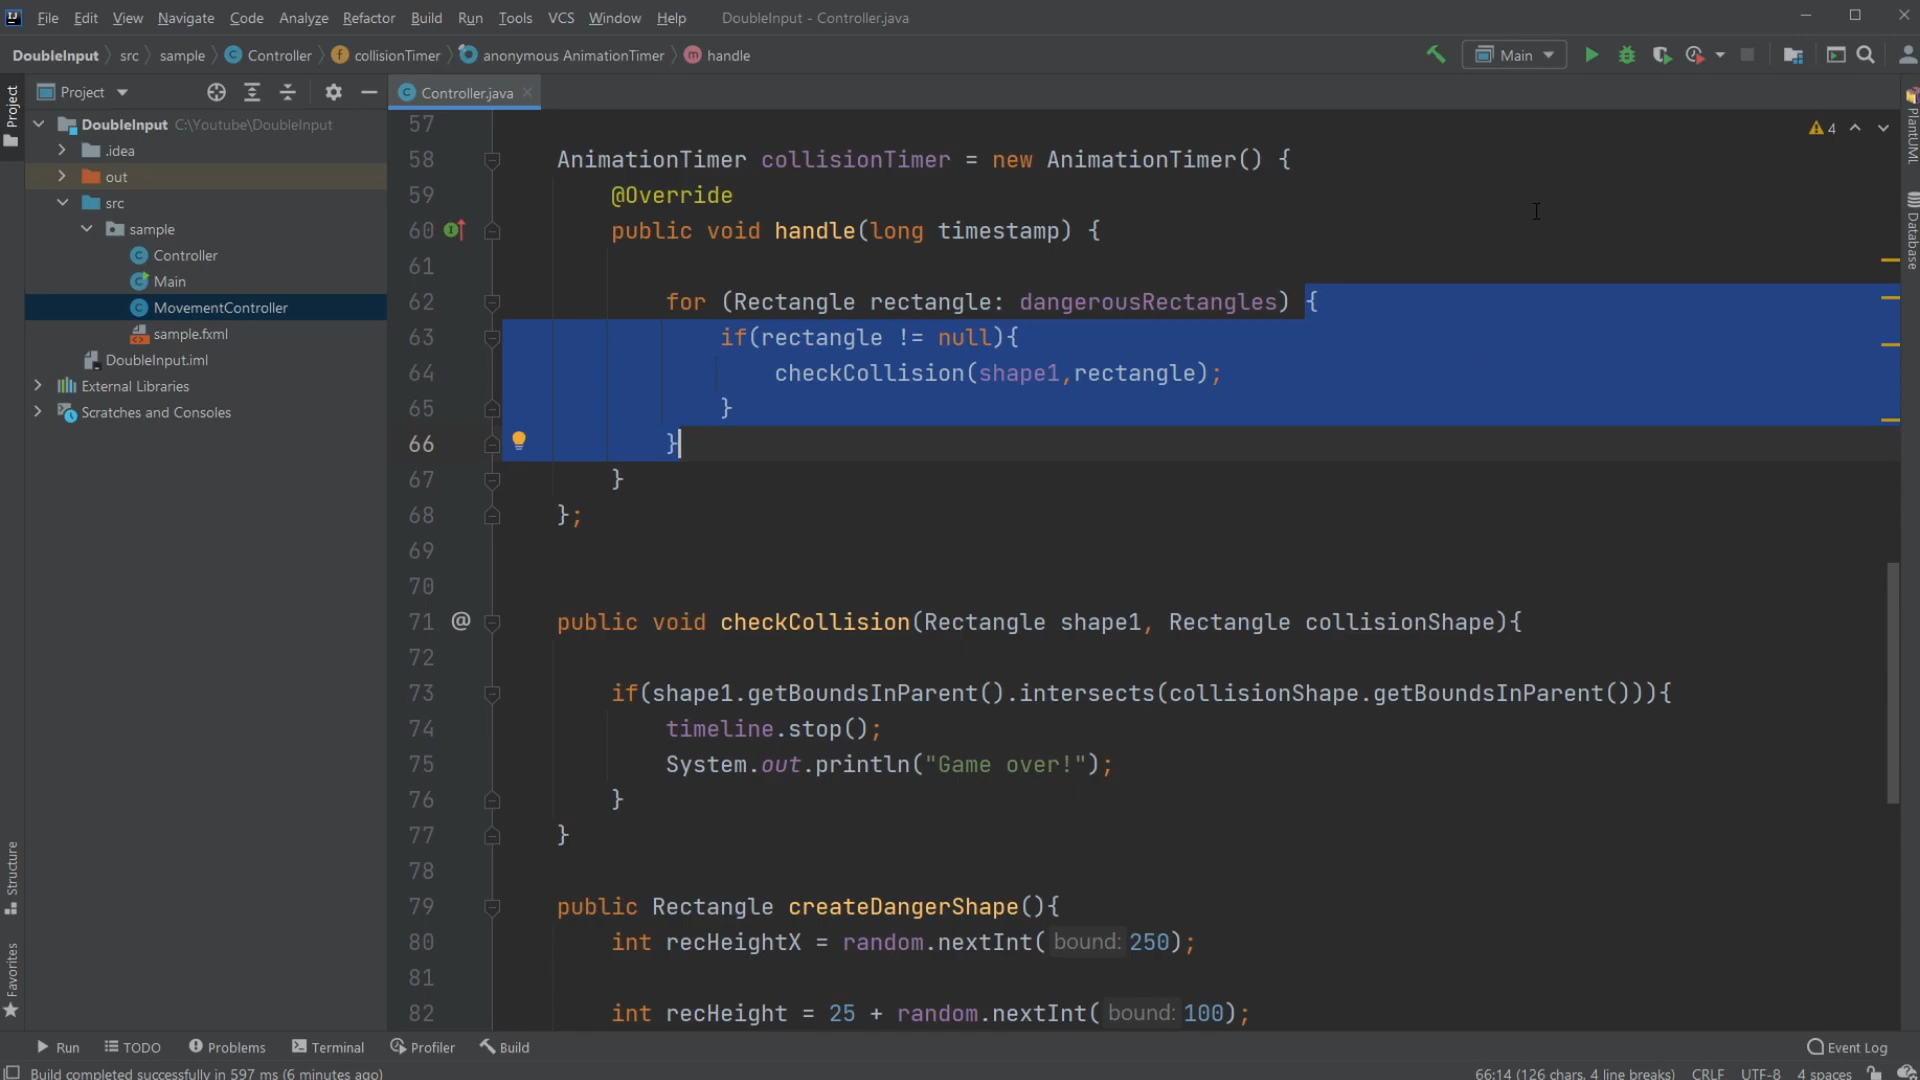 File Edit View Navigate Code Analyze Refactor Build Run Tools VCS Window Help DoubleInput - Controller.java
DoubleInput src sample Controller collisionTimer anonymous AnimationTimer handle Main
Project Controller.java
Project
DoubleInput C:\Youtube\DoubleInput
.idea
out
src
sample
Controller
Main
MovementController
sample.fxml
DoubleInput.iml
External Libraries
Scratches and Consoles
4
57
58 AnimationTimer collisionTimer = new AnimationTimer() {
59 @Override
60 public void handle(long timestamp) {
61
62 for (Rectangle rectangle: dangerousRectangles) {
63 if(rectangle != null){
64 checkCollision(shape1,rectangle);
65 }
66 }
67 }
68 };
69
70
71 @ public void checkCollision(Rectangle shape1, Rectangle collisionShape){
72
73 if(shape1.getBoundsInParent().intersects(collisionShape.getBoundsInParent())){
74 timeline.stop();
75 System.out.println("Game over!");
76 }
77 }
78
79 public Rectangle createDangerShape(){
80 int recHeightX = random.nextInt( bound: 250);
81
82 int recHeight = 25 + random.nextInt( bound: 100);
PlantUML
Database
Structure
Favorites
Run TODO Problems Terminal Profiler Build Event Log
Build completed successfully in 597 ms (6 minutes ago) 66:14 (126 chars, 4 line breaks) CRLF UTF-8 4 spaces